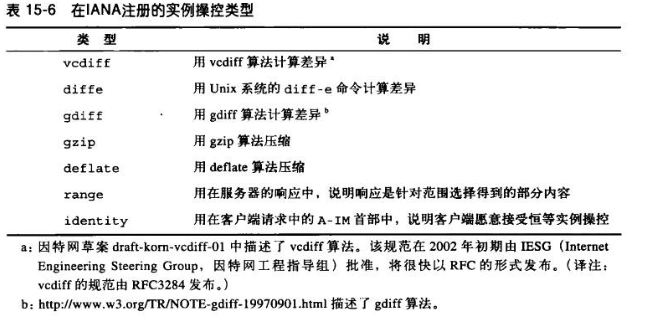 表 15-6 在IANA注册的实例操控类型
类 型 说 明
vcdiff 用 vcdiff 算法计算差异 a
diffe 用 Unix 系统的 diff-e 命令计算差异
gdiff 用 gdiff 算法计算差异 b
gzip 用 gzip 算法压缩
deflate 用 deflate 算法压缩
range 用在服务器的响应中，说明响应是针对范围选择得到的部分内容
identity 用在客户端请求中的 A-IM 首部中，说明客户端愿意接受恒等实例操控
a：因特网草案 draft-korn-vcdiff-01 中描述了 vcdiff 算法。该规范在 2002 年初期由 IESG（Internet
Engineering Steering Group，因特网工程指导组）批准，将很快以 RFC 的形式发布。（译注：
vcdiff 的规范由 RFC3284 发布。）
b：http://www.w3.org/TR/NOTE-gdiff-19970901.html 描述了 gdiff 算法。